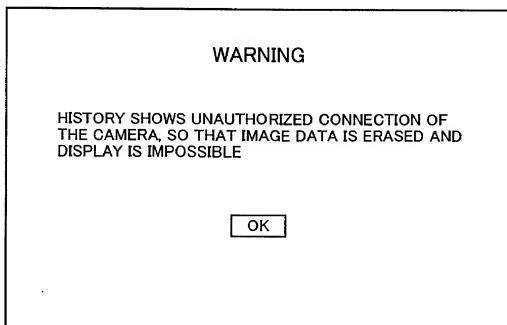 WARNING
HISTORY SHOWS UNAUTHORIZED CONNECTION OF
THE CAMERA, SO THAT IMAGE DATA IS ERASED AND
DISPLAY IS IMPOSSIBLE
OK